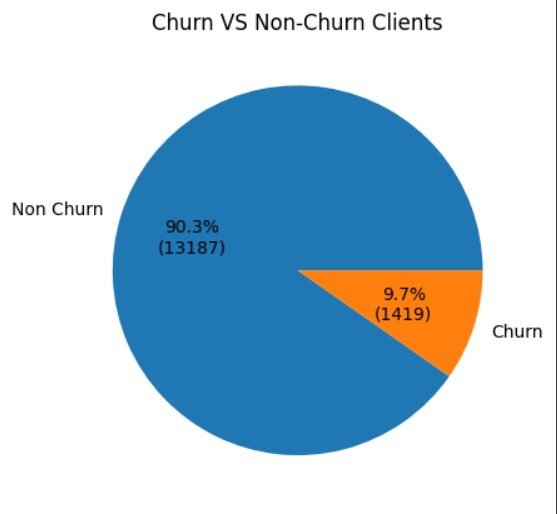 Churn VS Non-Churn Clients
Non Churn
90.3%
(13187)
9.7%
(1419)
Churn